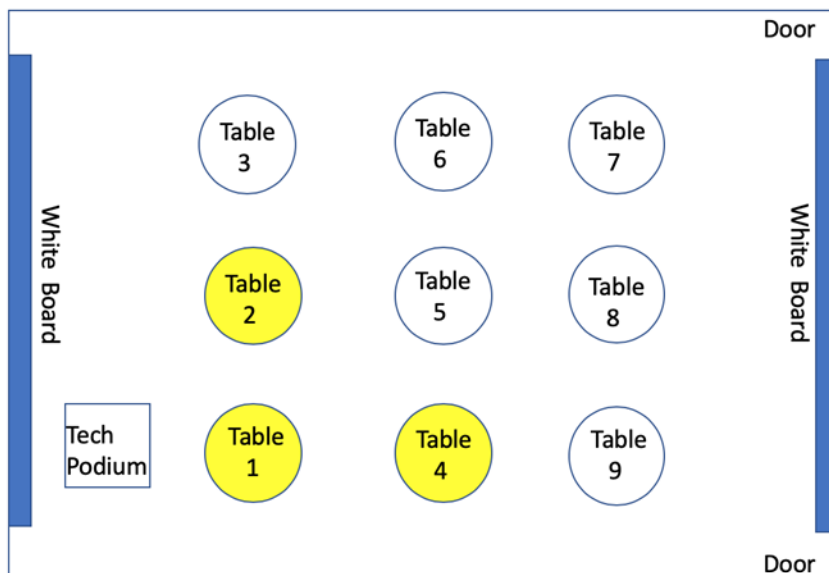 Door
Table
3
Table
6
Table
7
White Board
White Board
Table
2
Table
5
Table
8
Tech
Podium
Table
1
Table
4
Table
9
Door